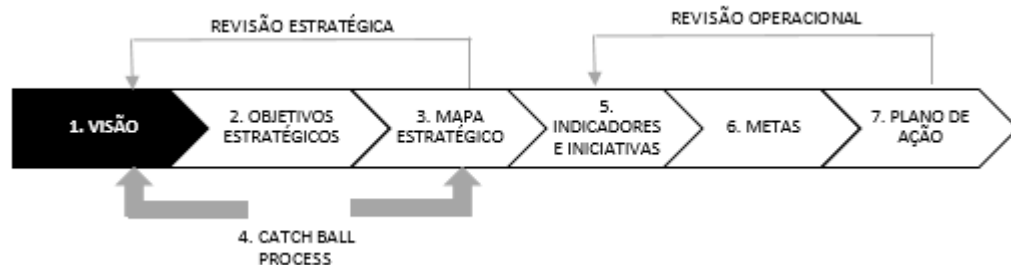 REVISÃO ESTRATÉGICA
REVISÃO OPERACIONAL
1. VISÃO
2. OBJETIVOS
ESTRATÉGICOS
3. MAPA
ESTRATÉGICO
5.
INDICADORES
E INICIATIVAS
6. METAS
7. PLANO DE
AÇÃO
4. CATCH BALL
PROCESS